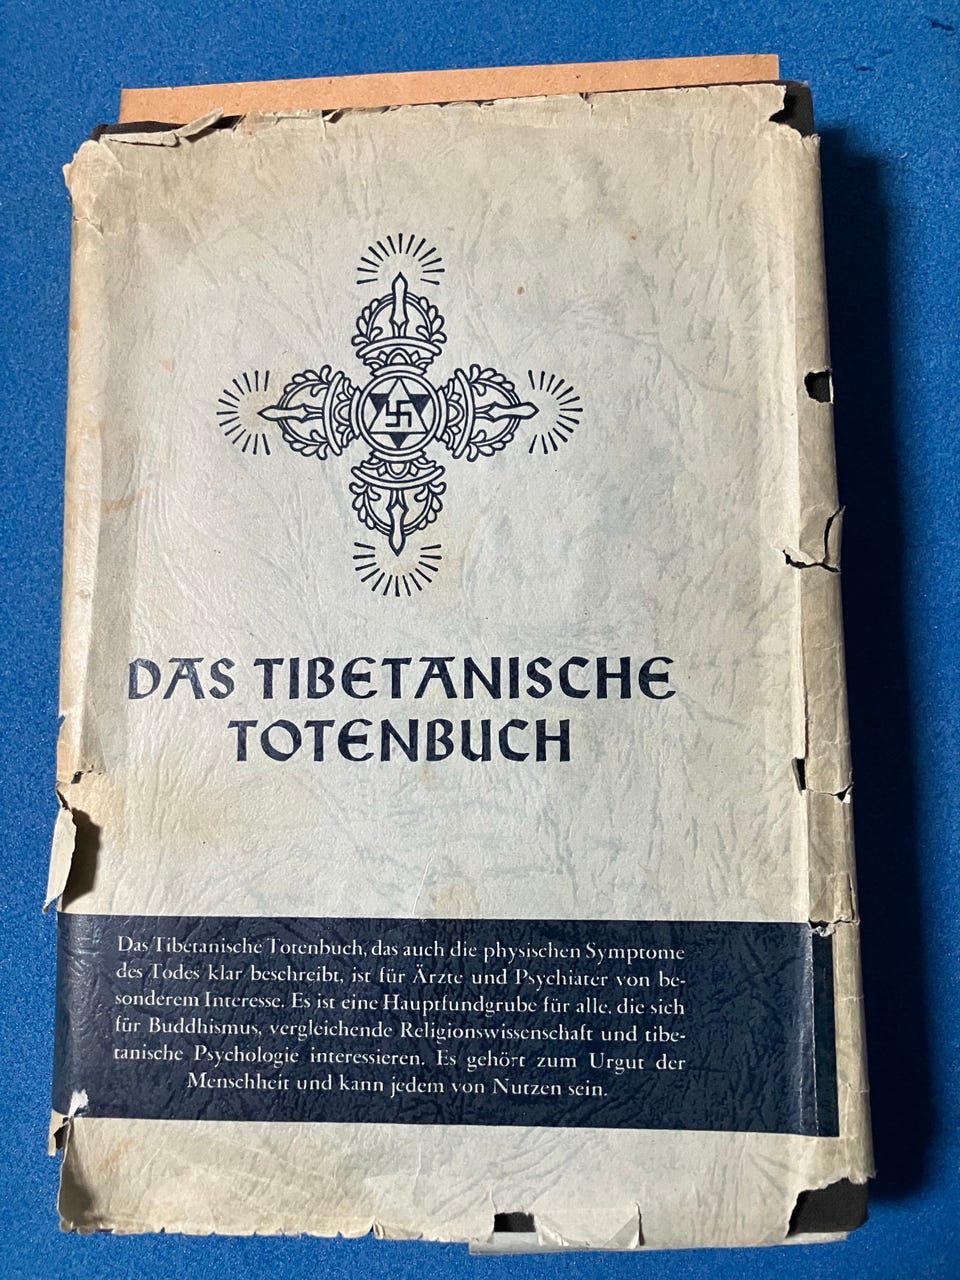 DAS TIBETANISCHE
TOTENBUCH
Das Tibetanische Totenbuch, das auch die physischen Symptome
des Todes klar beschreibt, ist für Ärzte und Psychiater von be-
sonderem Interesse. Es ist eine Hauptfundgrube für alle, die sich
für Buddhismus, vergleichende Religionswissenschaft und tibe-
tanische Psychologie interessieren. Es gehört zum Urgut der
Menschheit und kann jedem von Nutzen sein.